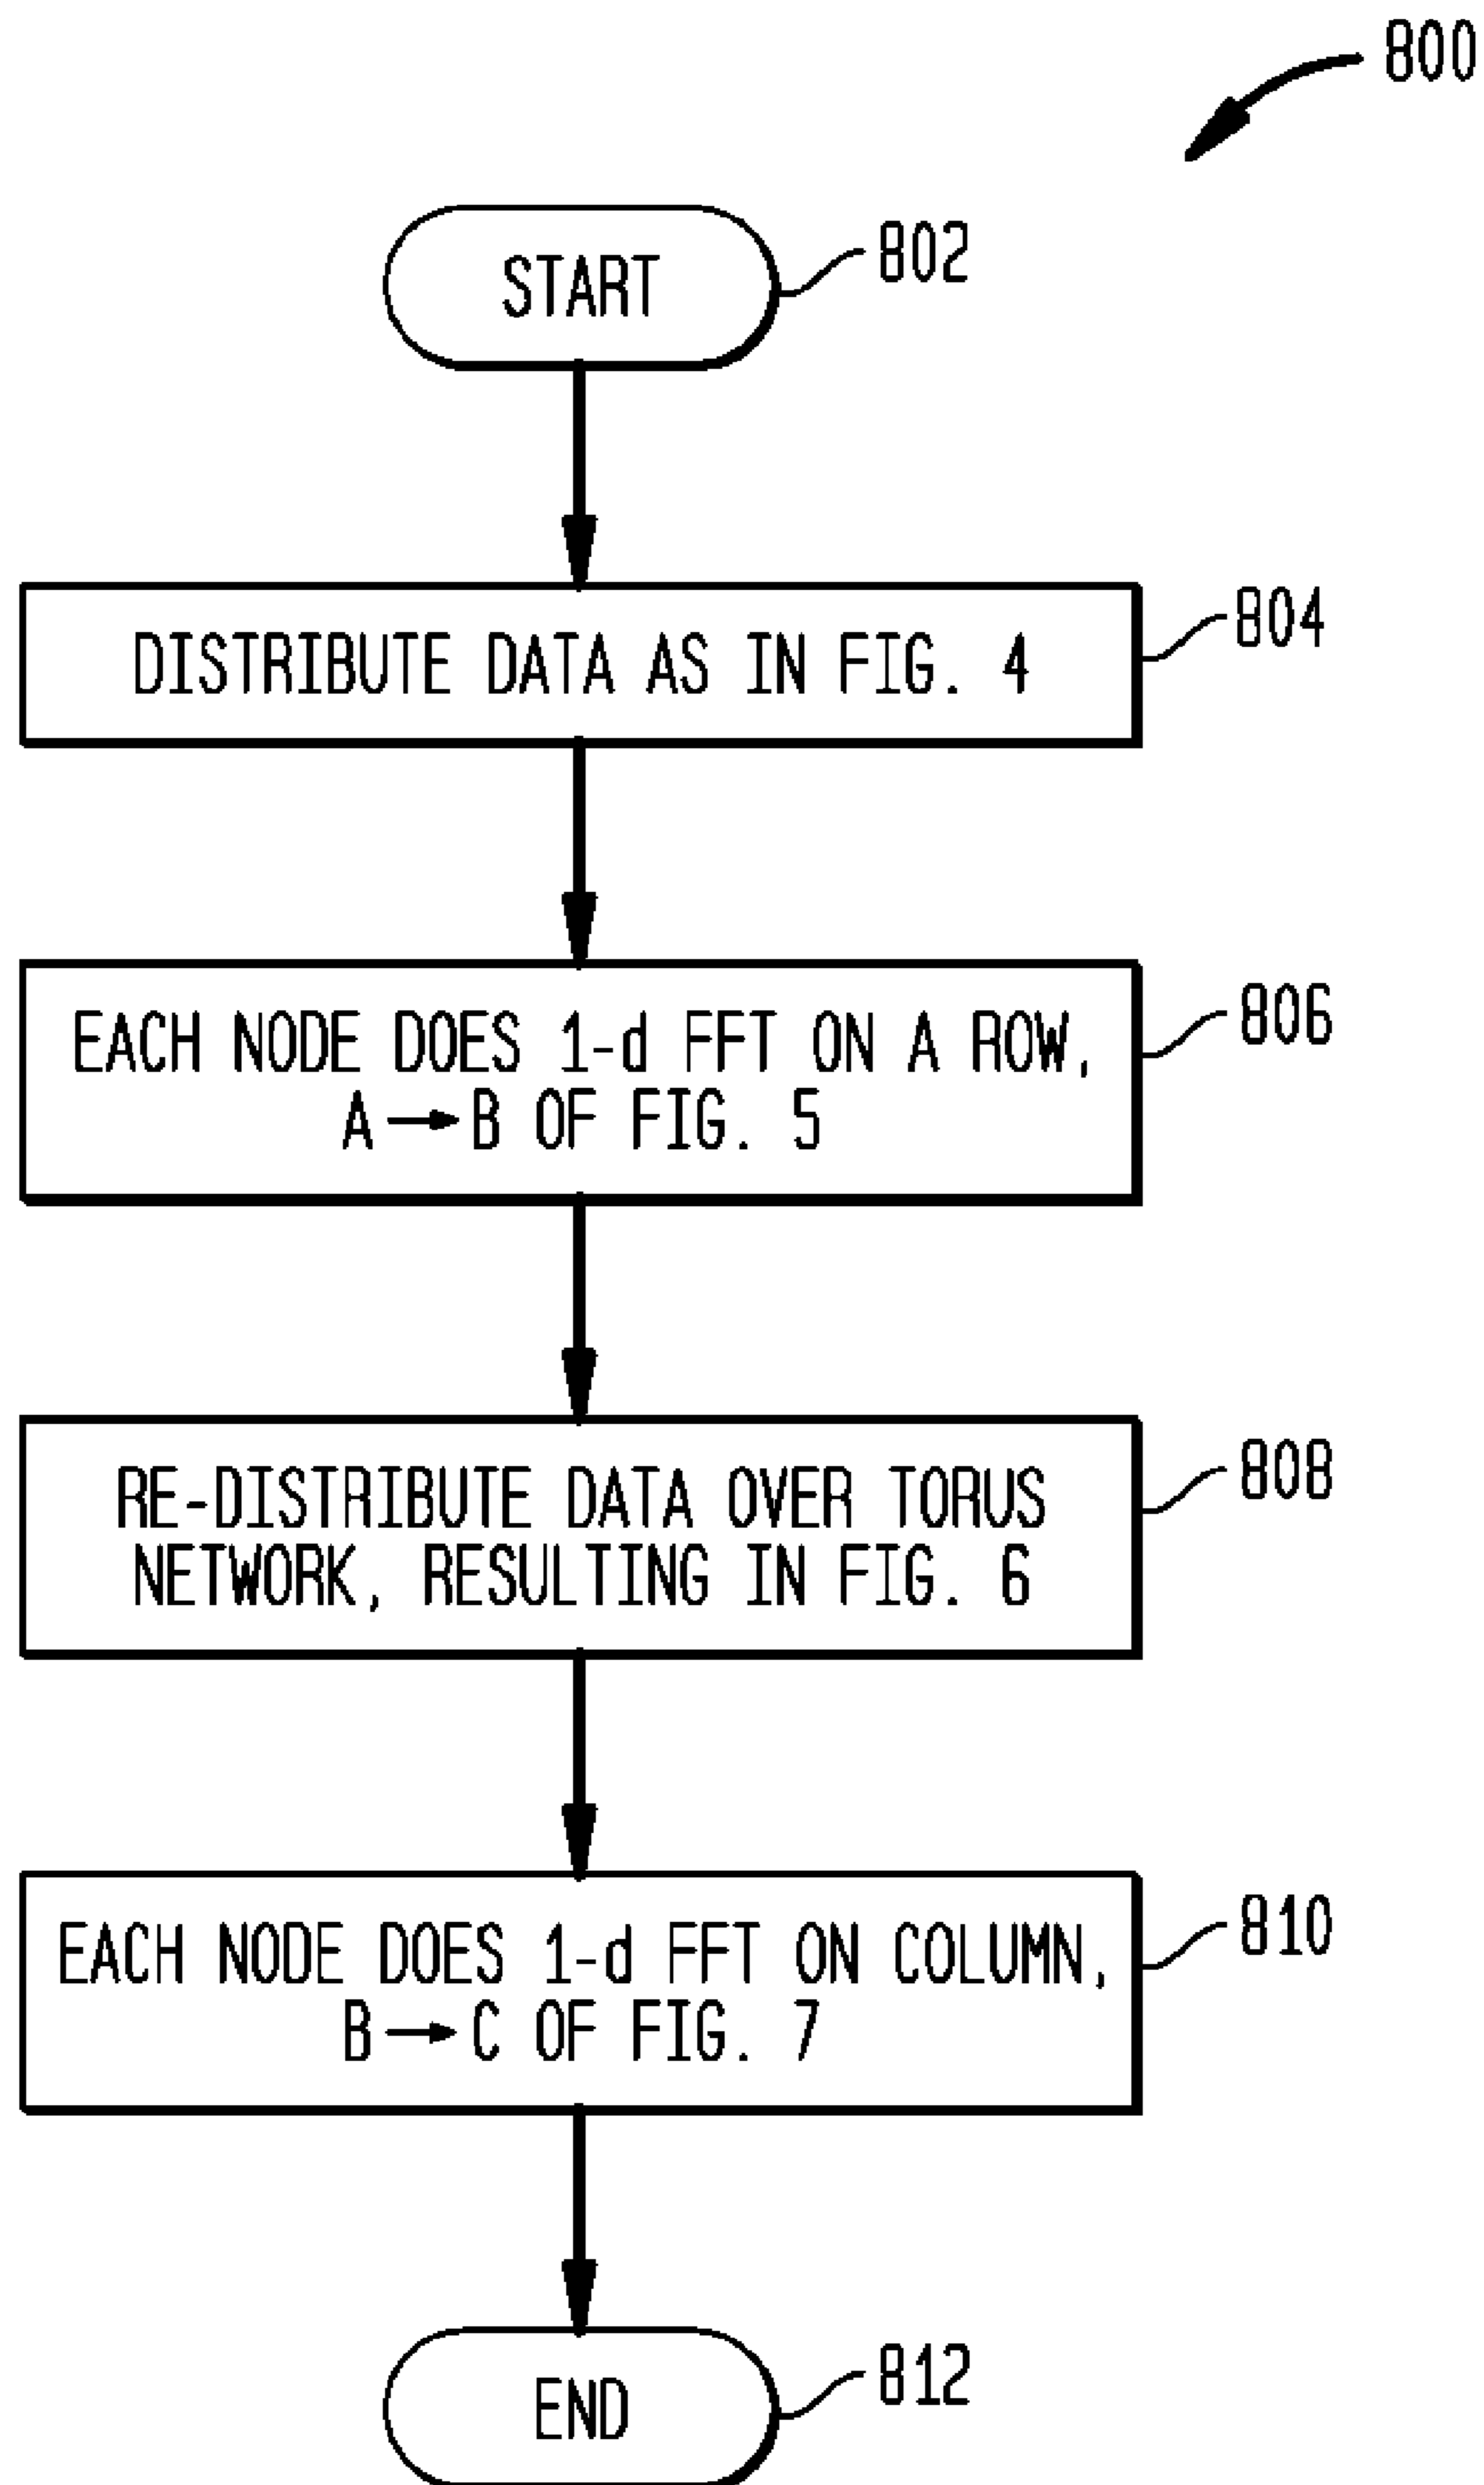 800
START
802
DISTRIBUTE DATA AS IN FIG. 4
804
EACH NODE DOES 1-d FFT ON A ROW,
A → B OF FIG. 5
806
RE-DISTRIBUTE DATA OVER TORUS
NETWORK, RESULTING IN FIG. 6
808
EACH NODE DOES 1-d FFT ON COLUMN,
B → C OF FIG. 7
810
END
812